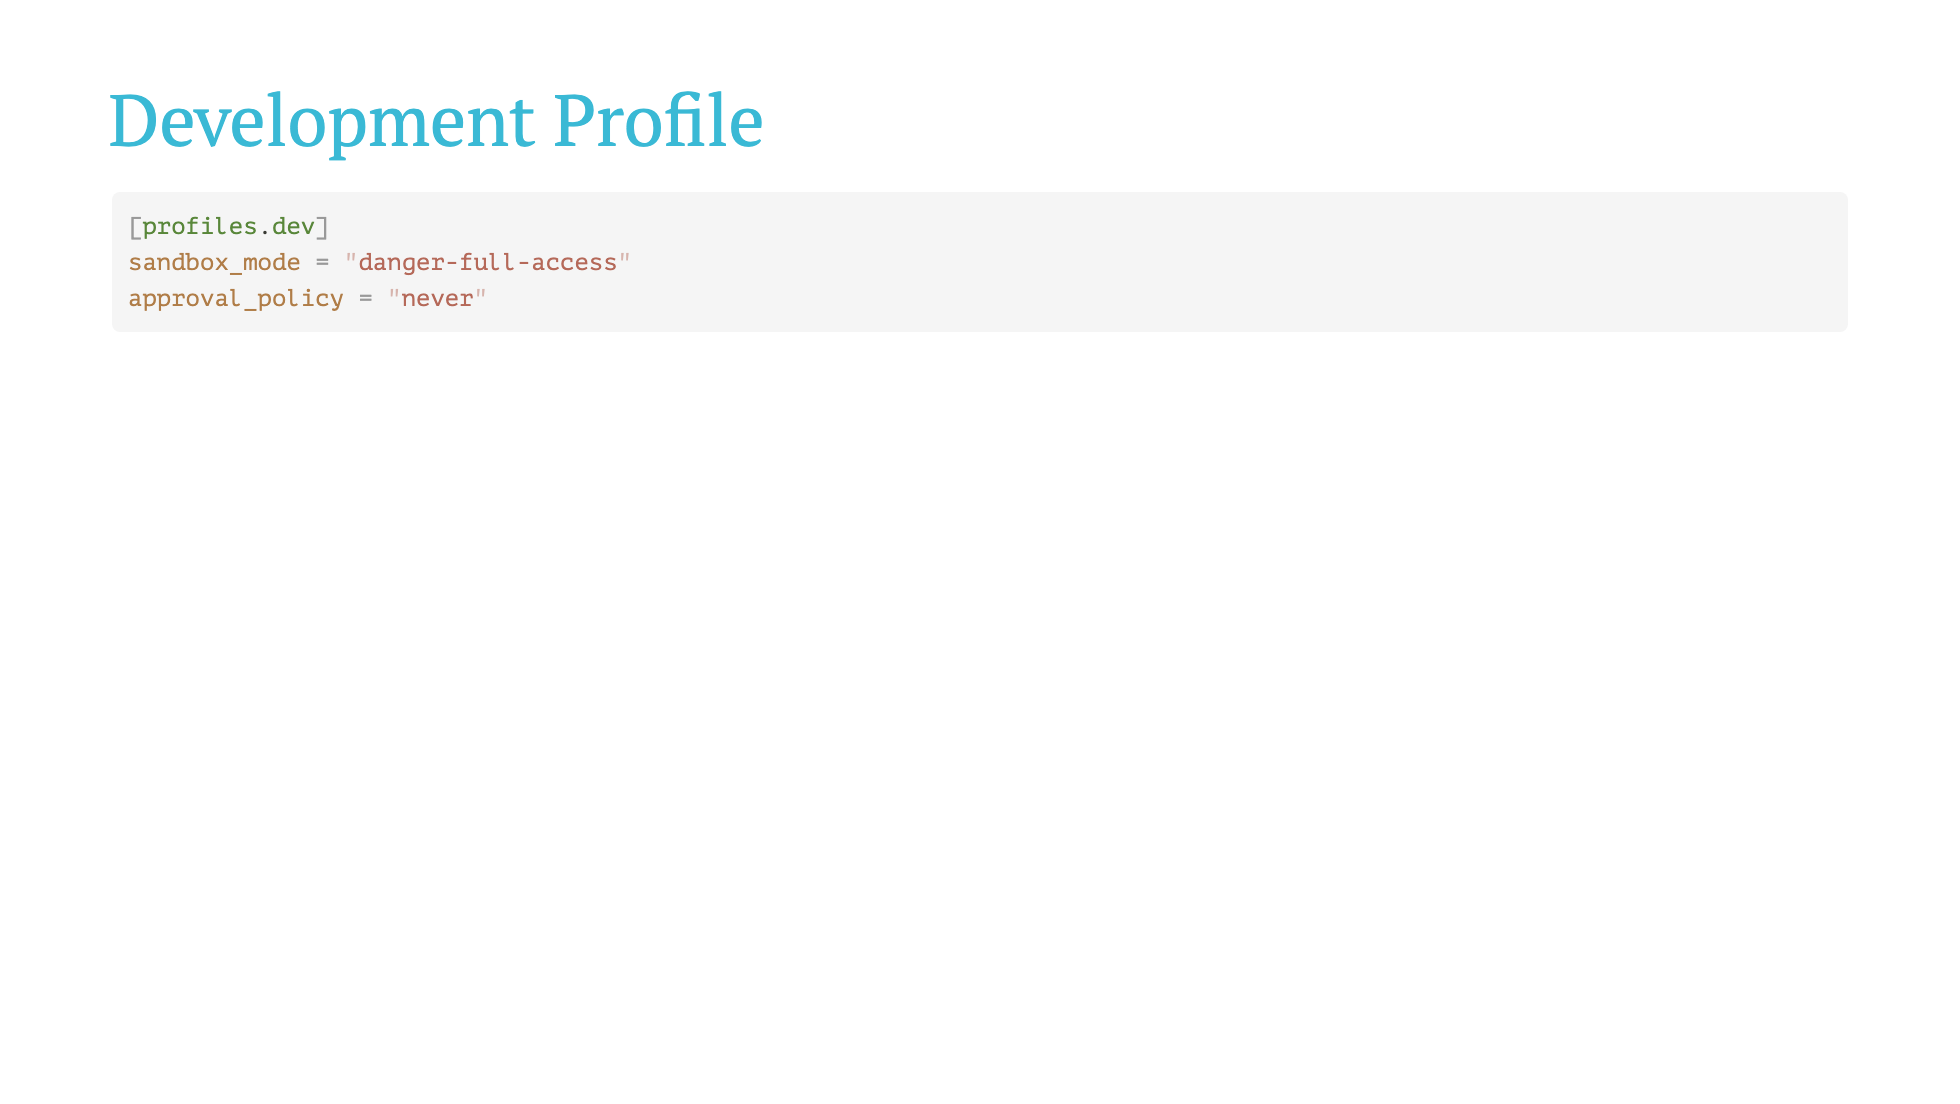 Development Profile
[profiles.dev]
sandbox_mode = "danger-full-access"
approval_policy = "never"